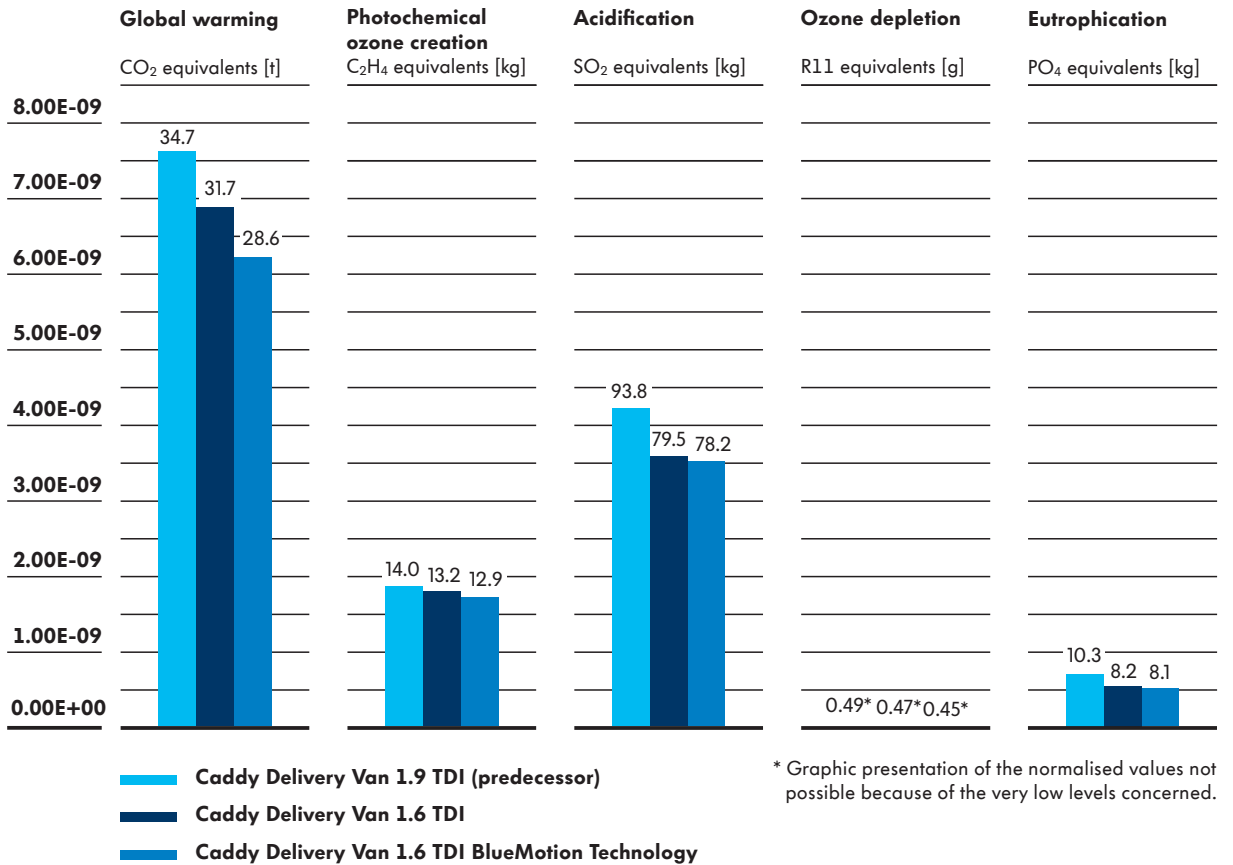 Global warming
CO₂ equivalents [t]
Photochemical
ozone creation
C₂H₄ equivalents [kg]
Acidification
SO₂ equivalents [kg]
Ozone depletion
R11 equivalents [g]
Eutrophication
PO₄ equivalents [kg]
8.00E-09
7.00E-09
6.00E-09
5.00E-09
4.00E-09
3.00E-09
2.00E-09
1.00E-09
0.00E+00
34.7
31.7
28.6
14.0 13.2 12.9
93.8
79.5 78.2
0.49* 0.47* 0.45*
10.3
8.2 8.1
Caddy Delivery Van 1.9 TDI (predecessor)
Caddy Delivery Van 1.6 TDI
Caddy Delivery Van 1.6 TDI BlueMotion Technology
* Graphic presentation of the normalised values not
possible because of the very low levels concerned.